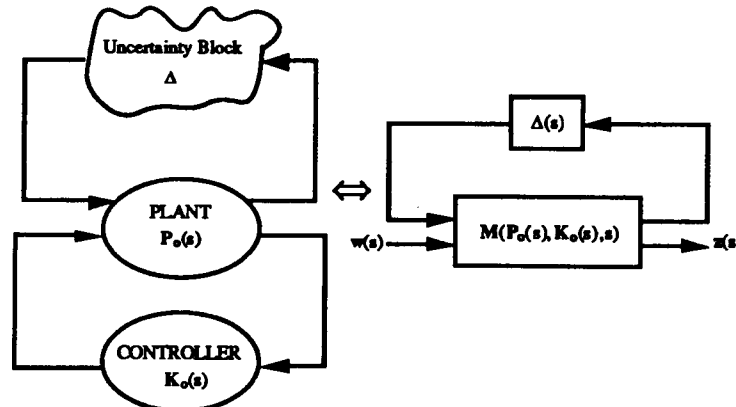 Uncertainty Block
Δ
PLANT
Pₒ(s)
CONTROLLER
Kₒ(s)
⇔
Δ(s)
M(Pₒ(s), Kₒ(s), s)
w(s)
z(s